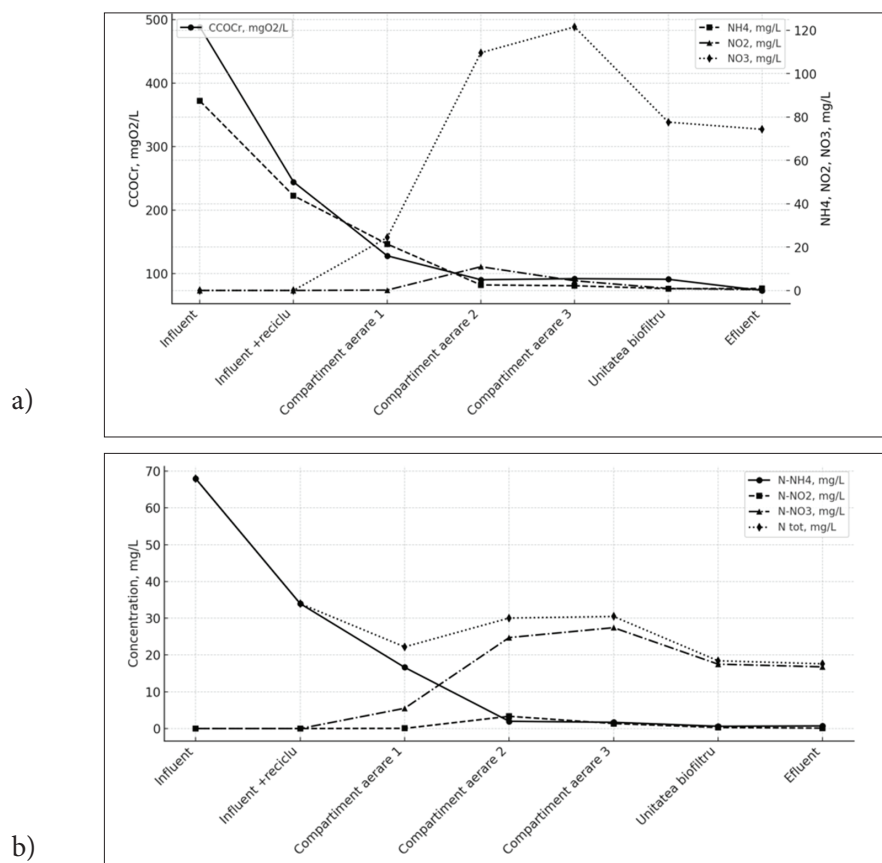 a)
CCOCr, mgO2/L
NH4, mg/L
NO2, mg/L
NO3, mg/L
CCOCr, mgO2/L
500
400
300
200
100
120
100
80
60
40
20
0
NH4, NO2, NO3, mg/L
Influent
Influent +reciclu
Compartiment aerare 1
Compartiment aerare 2
Compartiment aerare 3
Unitatea biofiltru
Efluent
b)
N-NH4, mg/L
N-NO2, mg/L
N-NO3, mg/L
N tot, mg/L
Concentration, mg/L
70
60
50
40
30
20
10
0
Influent
Influent +reciclu
Compartiment aerare 1
Compartiment aerare 2
Compartiment aerare 3
Unitatea biofiltru
Efluent